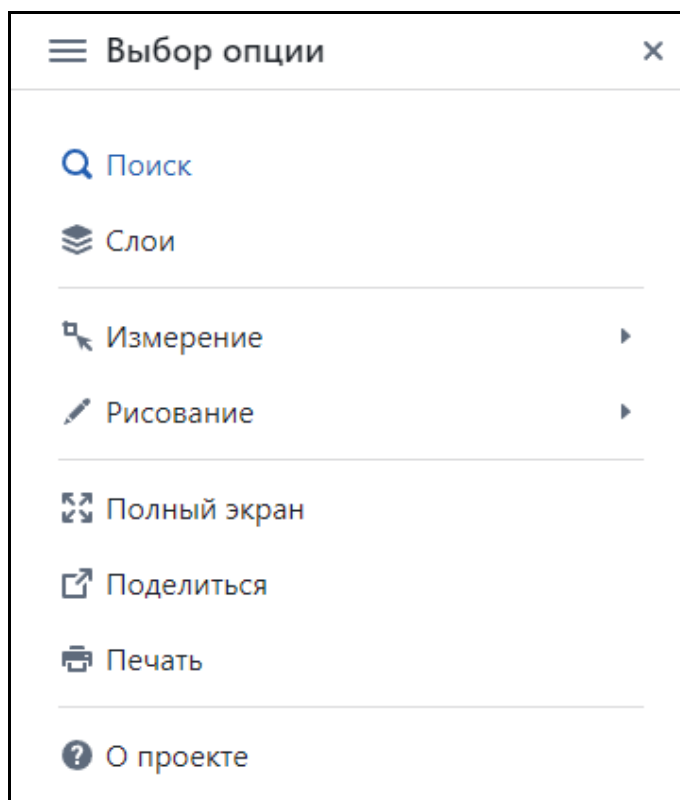 Выбор опции
Поиск
Слои
Измерение
Рисование
Полный экран
Поделиться
Печать
О проекте